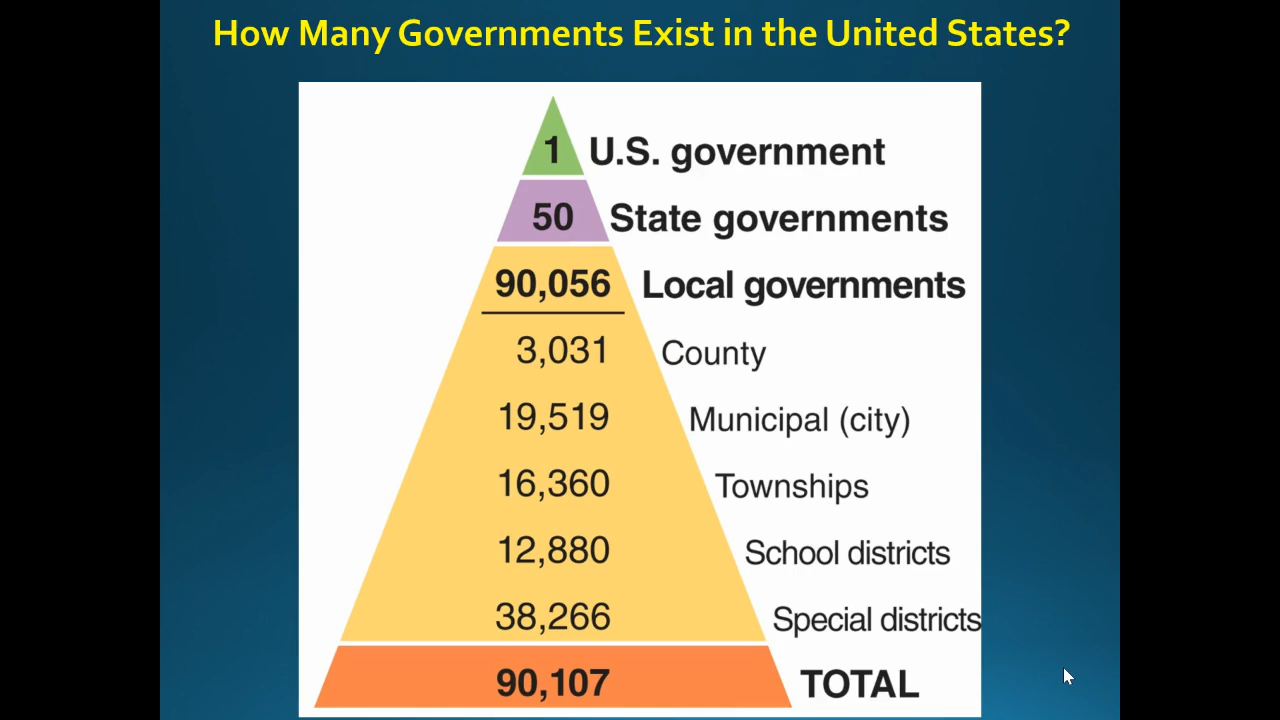 How Many Governments Exist in the United States?
1 U.S. government
50 State governments
90,056 Local governments
3,031 County
19,519 Municipal (city)
16,360 Townships
12,880 School districts
38,266 Special districts
90,107 TOTAL